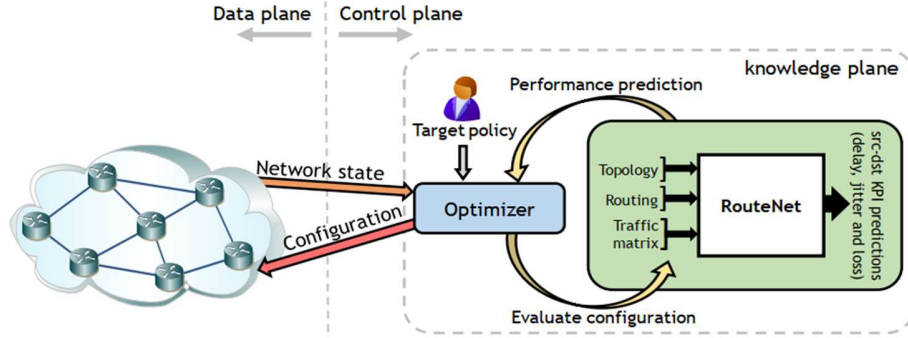 Data plane
Control plane
knowledge plane
Performance prediction
Target policy
Network state
Configuration
Optimizer
Topology
Routing
Traffic
matrix
RouteNet
src-dst KPI predictions
(delay, jitter and loss)
Evaluate configuration